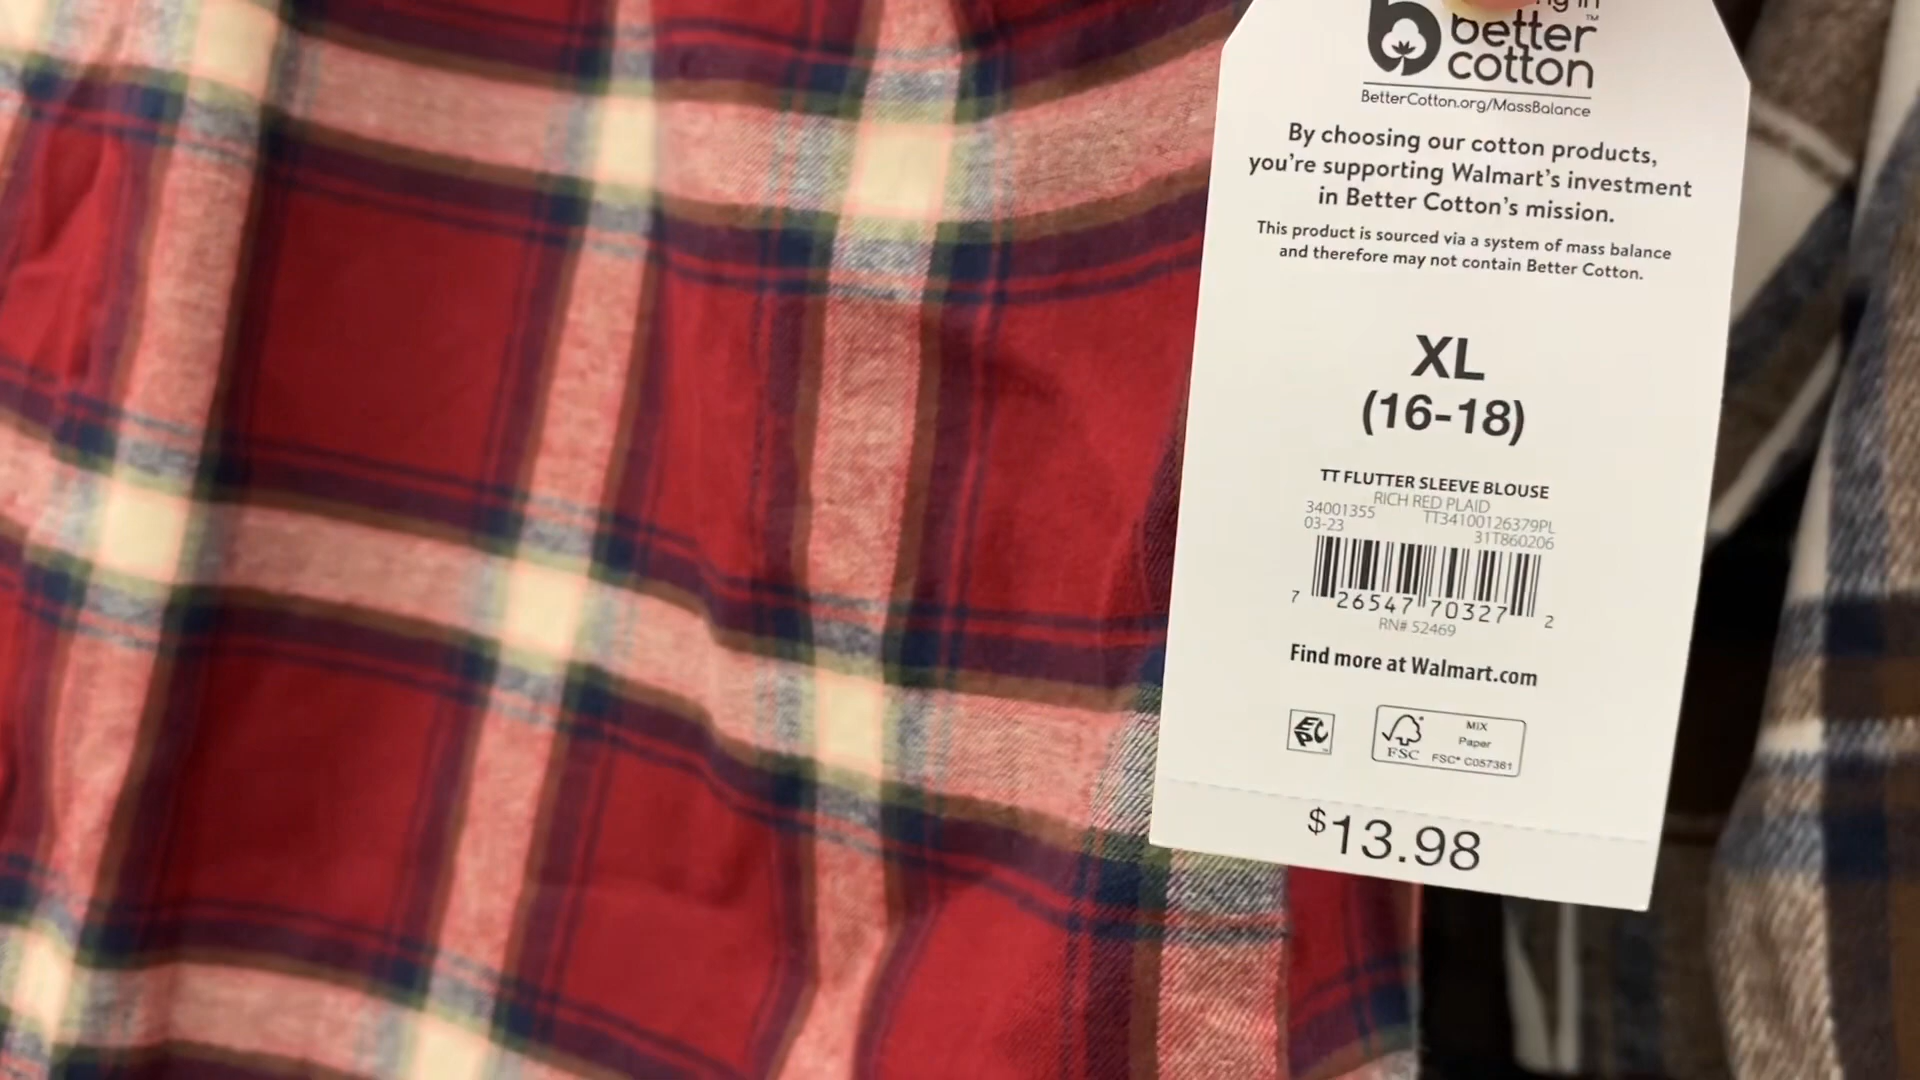 in
better™
cotton
BetterCotton.org/MassBalance
By choosing our cotton products,
you're supporting Walmart's investment
in Better Cotton's mission.
This product is sourced via a system of mass balance
and therefore may not contain Better Cotton.
XL
(16-18)
TT FLUTTER SLEEVE BLOUSE
RICH RED PLAID
34001355 TT34100126379PL
03-23 31T860206
7 26547 70327 2
RN# 52469
Find more at Walmart.com
MIX
Paper
FSC FSC® C057361
$13.98